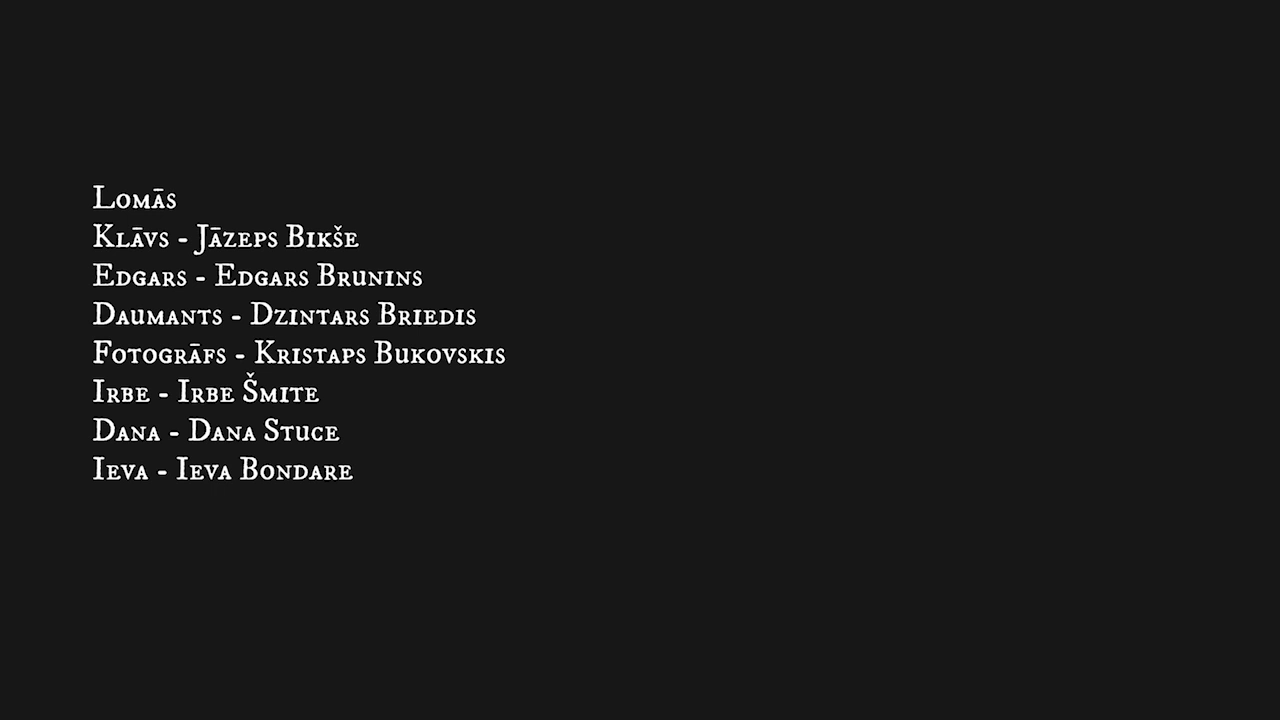 Lomās
Klāvs - Jāzeps Bikše
Edgars - Edgars Brunins
Daumants - Dzintars Briedis
Fotogrāfs - Kristaps Bukovskis
Irbe - Irbe Šmite
Dana - Dana Stuce
Ieva - Ieva Bondare